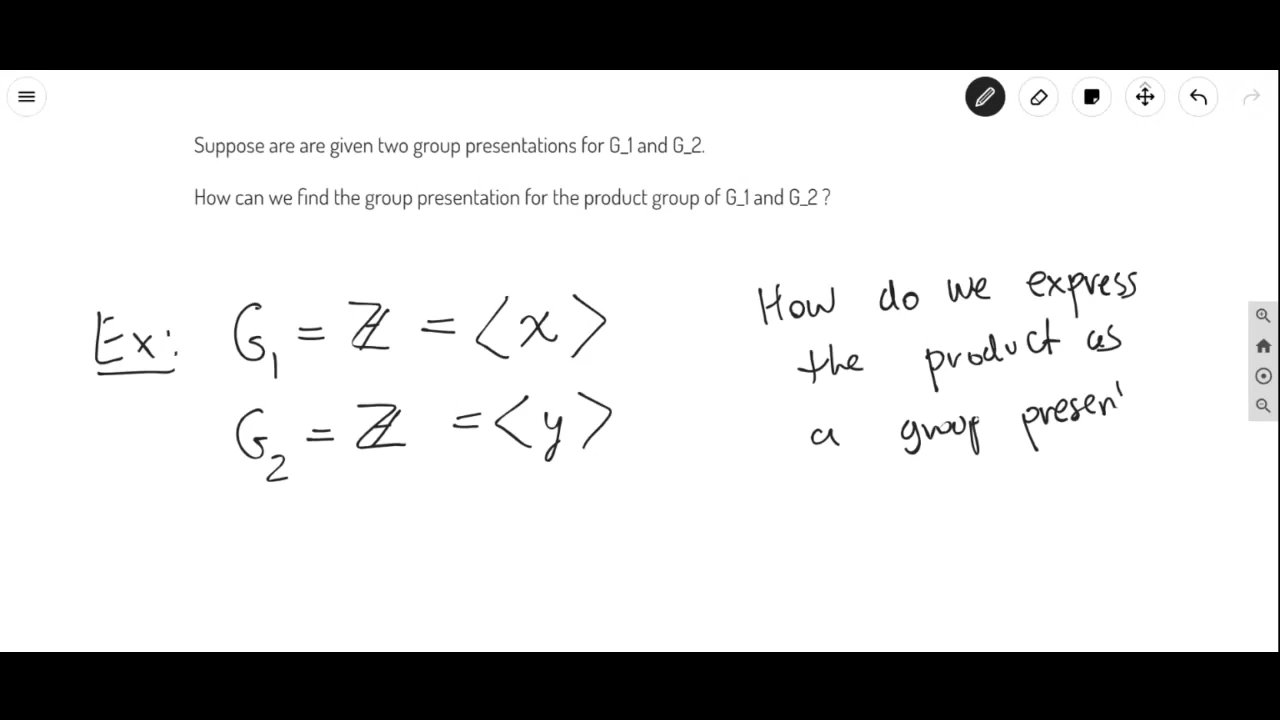 Suppose are are given two group presentations for G_1 and G_2.
How can we find the group presentation for the product group of G_1 and G_2 ?
Ex: G₁ = ℤ = ⟨x⟩
G₂ = ℤ = ⟨y⟩
How do we express
the product as
a group presen'